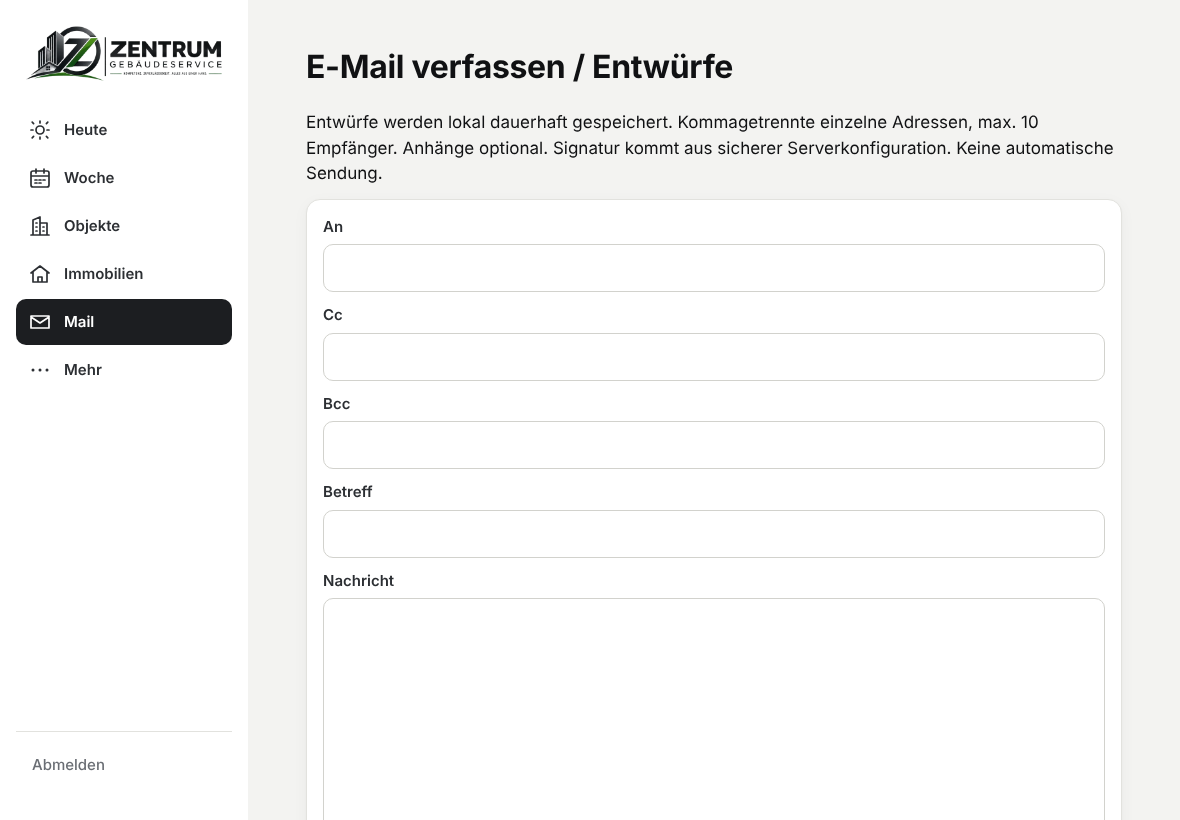 ZENTRUM
GEBÄUDESERVICE
Heute
Woche
Objekte
Immobilien
Mail
Mehr
Abmelden
E-Mail verfassen / Entwürfe
Entwürfe werden lokal dauerhaft gespeichert. Kommagetrennte einzelne Adressen, max. 10
Empfänger. Anhänge optional. Signatur kommt aus sicherer Serverkonfiguration. Keine automatische
Sendung.
An
Cc
Bcc
Betreff
Nachricht